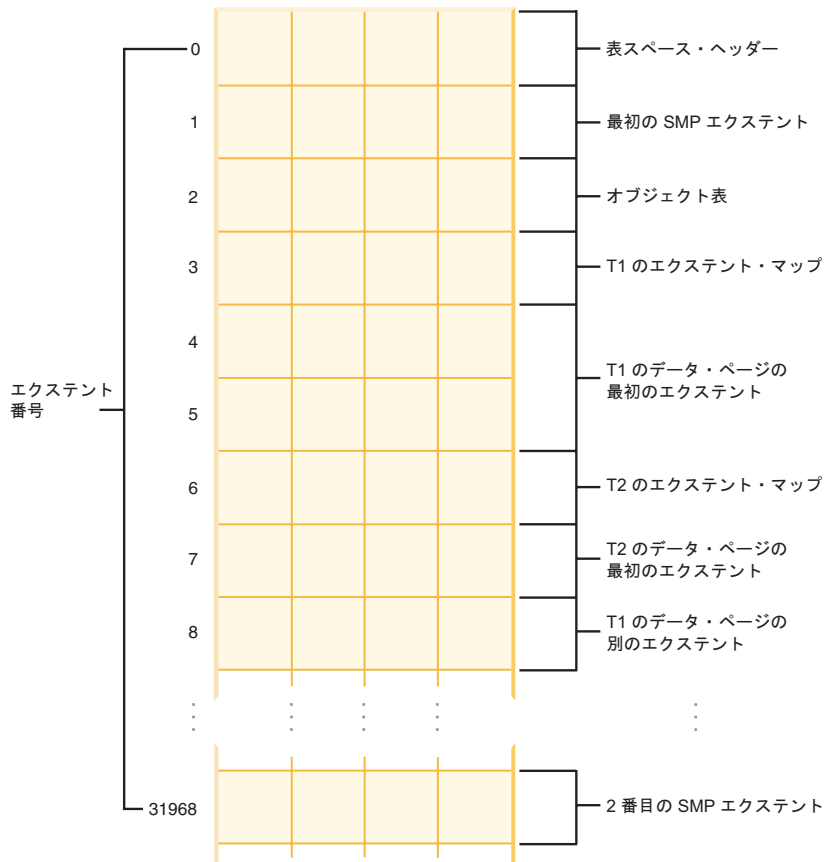 0
表スペース・ヘッダー
1
最初の SMP エクステント
2
オブジェクト表
3
T1 のエクステント・マップ
4
T1 のデータ・ページの
最初のエクステント
エクステント
番号
5
6
T2 のエクステント・マップ
7
T2 のデータ・ページの
最初のエクステント
8
T1 のデータ・ページの
別のエクステント
31968
2 番目の SMP エクステント